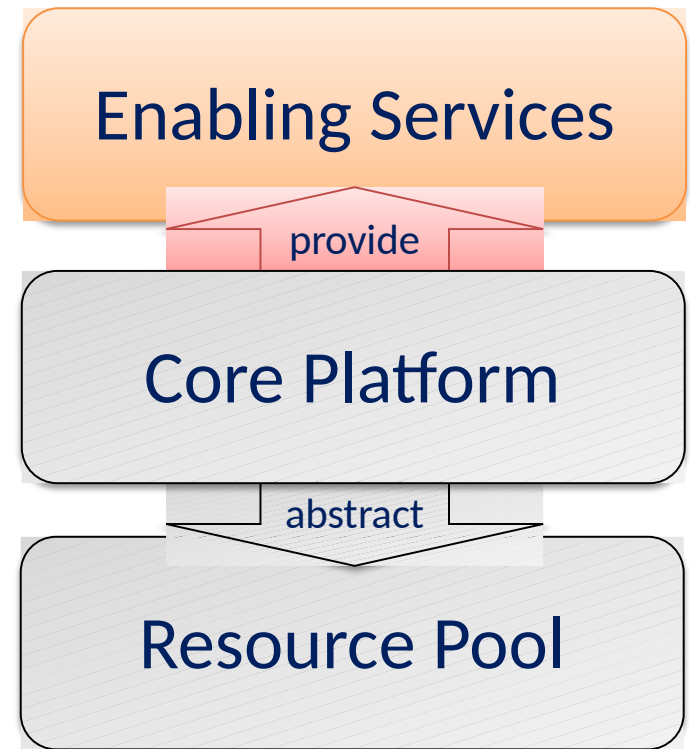 Enabling Services
provide
Core Platform
abstract
Resource Pool